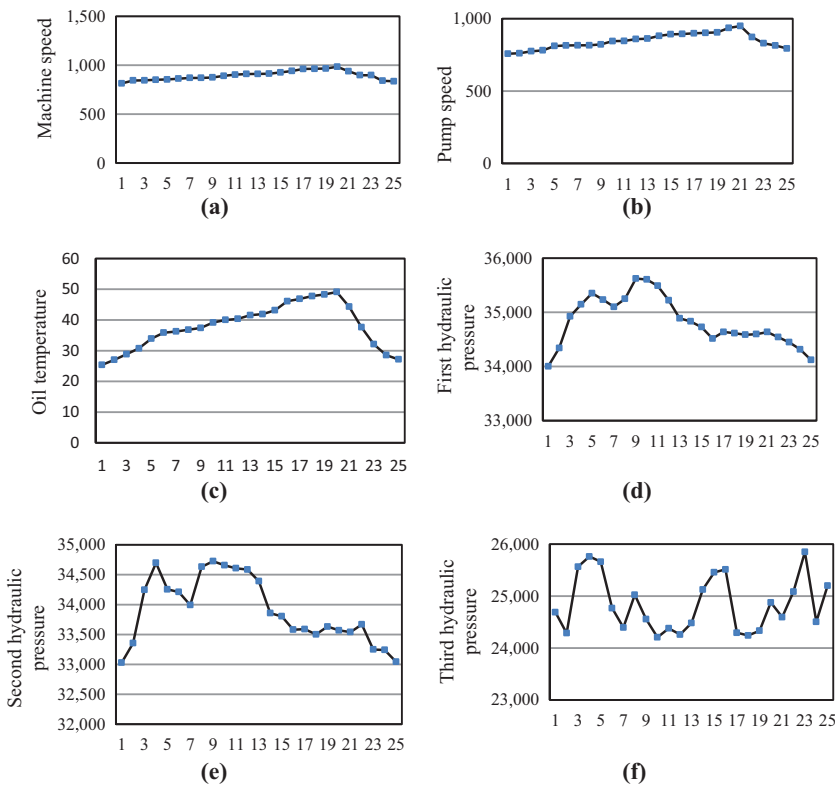 1,500
1,000
500
0
Machine speed
1 3 5 7 9 11 13 15 17 19 21 23 25
(a)
1,000
500
0
Pump speed
1 3 5 7 9 11 13 15 17 19 21 23 25
(b)
60
50
40
30
20
10
0
Oil temperature
1 3 5 7 9 11 13 15 17 19 21 23 25
(c)
36,000
35,000
34,000
33,000
First hydraulic
pressure
1 3 5 7 9 11 13 15 17 19 21 23 25
(d)
35,000
34,500
34,000
33,500
33,000
32,500
32,000
Second hydraulic
pressure
1 3 5 7 9 11 13 15 17 19 21 23 25
(e)
26,000
25,000
24,000
23,000
Third hydraulic
pressure
1 3 5 7 9 11 13 15 17 19 21 23 25
(f)